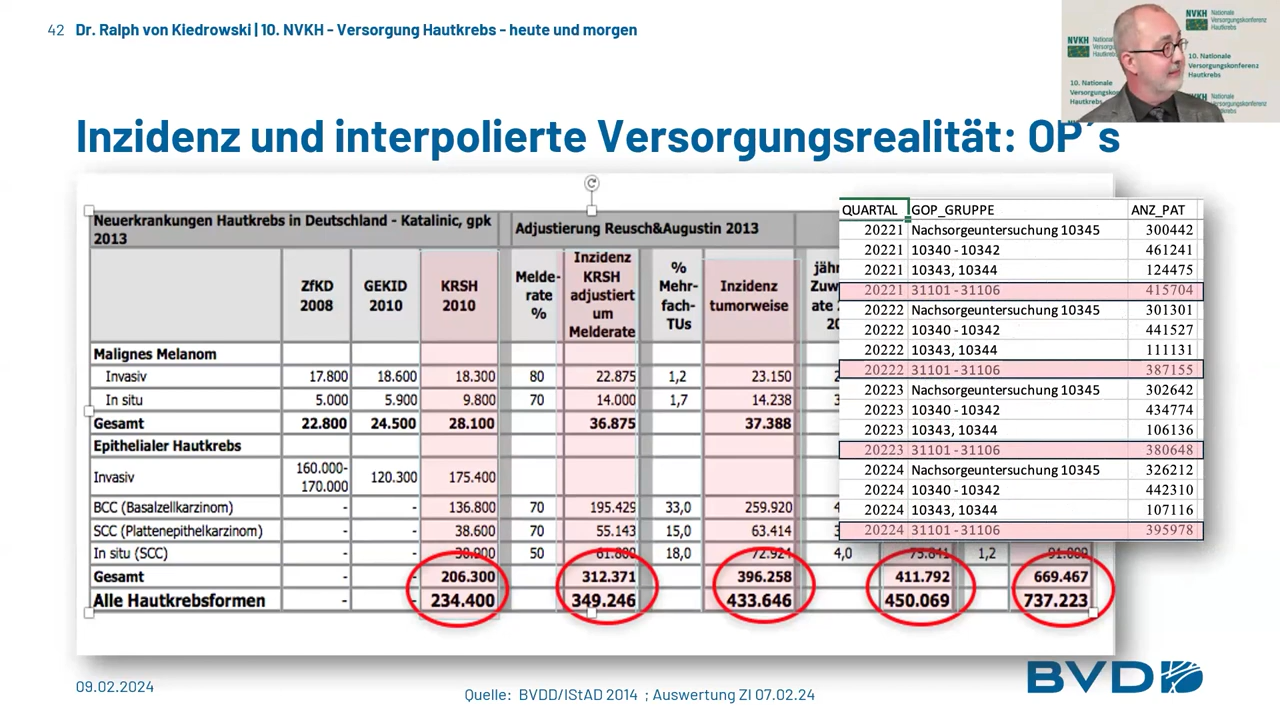 42 Dr. Ralph von Kiedrowski | 10. NVKH - Versorgung Hautkrebs - heute und morgen
NVKH Nationale Versorgungskonferenz Hautkrebs
10. Nationale
Versorgungskonferenz
Hautkrebs
Inzidenz und interpolierte Versorgungsrealität: OP´s
Neuerkrankungen Hautkrebs in Deutschland - Katalinic, gpk 2013 Adjustierung Reusch&Augustin 2013
ZfKD 2008 GEKID 2010 KRSH 2010 Melde-rate % Inzidenz KRSH adjustiert um Melderate % Mehr-fach-TUs Inzidenz tumorweise
Malignes Melanom
Invasiv 17.800 18.600 18.300 80 22.875 1,2 23.150
In situ 5.000 5.900 9.800 70 14.000 1,7 14.238
Gesamt 22.800 24.500 28.100 36.875 37.388
Epithelialer Hautkrebs
Invasiv 160.000-170.000 120.300 175.400
BCC (Basalzellkarzinom) - - 136.800 70 195.429 33,0 259.920
SCC (Plattenepithelkarzinom) - - 38.600 70 55.143 15,0 63.414
In situ (SCC) - - 30.900 50 61.800 18,0 72.924 4,0 75.841 1,2
Gesamt - - 206.300 312.371 396.258 411.792 669.467
Alle Hautkrebsformen - - 234.400 349.246 433.646 450.069 737.223
QUARTAL GOP_GRUPPE ANZ_PAT
20221 Nachsorgeuntersuchung 10345 300442
20221 10340 - 10342 461241
20221 10343, 10344 124475
20221 31101 - 31106 415704
20222 Nachsorgeuntersuchung 10345 301301
20222 10340 - 10342 441527
20222 10343, 10344 111131
20222 31101 - 31106 387155
20223 Nachsorgeuntersuchung 10345 302642
20223 10340 - 10342 434774
20223 10343, 10344 106136
20223 31101 - 31106 380648
20224 Nachsorgeuntersuchung 10345 326212
20224 10340 - 10342 442310
20224 10343, 10344 107116
20224 31101 - 31106 395978
09.02.2024
Quelle: BVDD/IStAD 2014 ; Auswertung ZI 07.02.24
BVDD